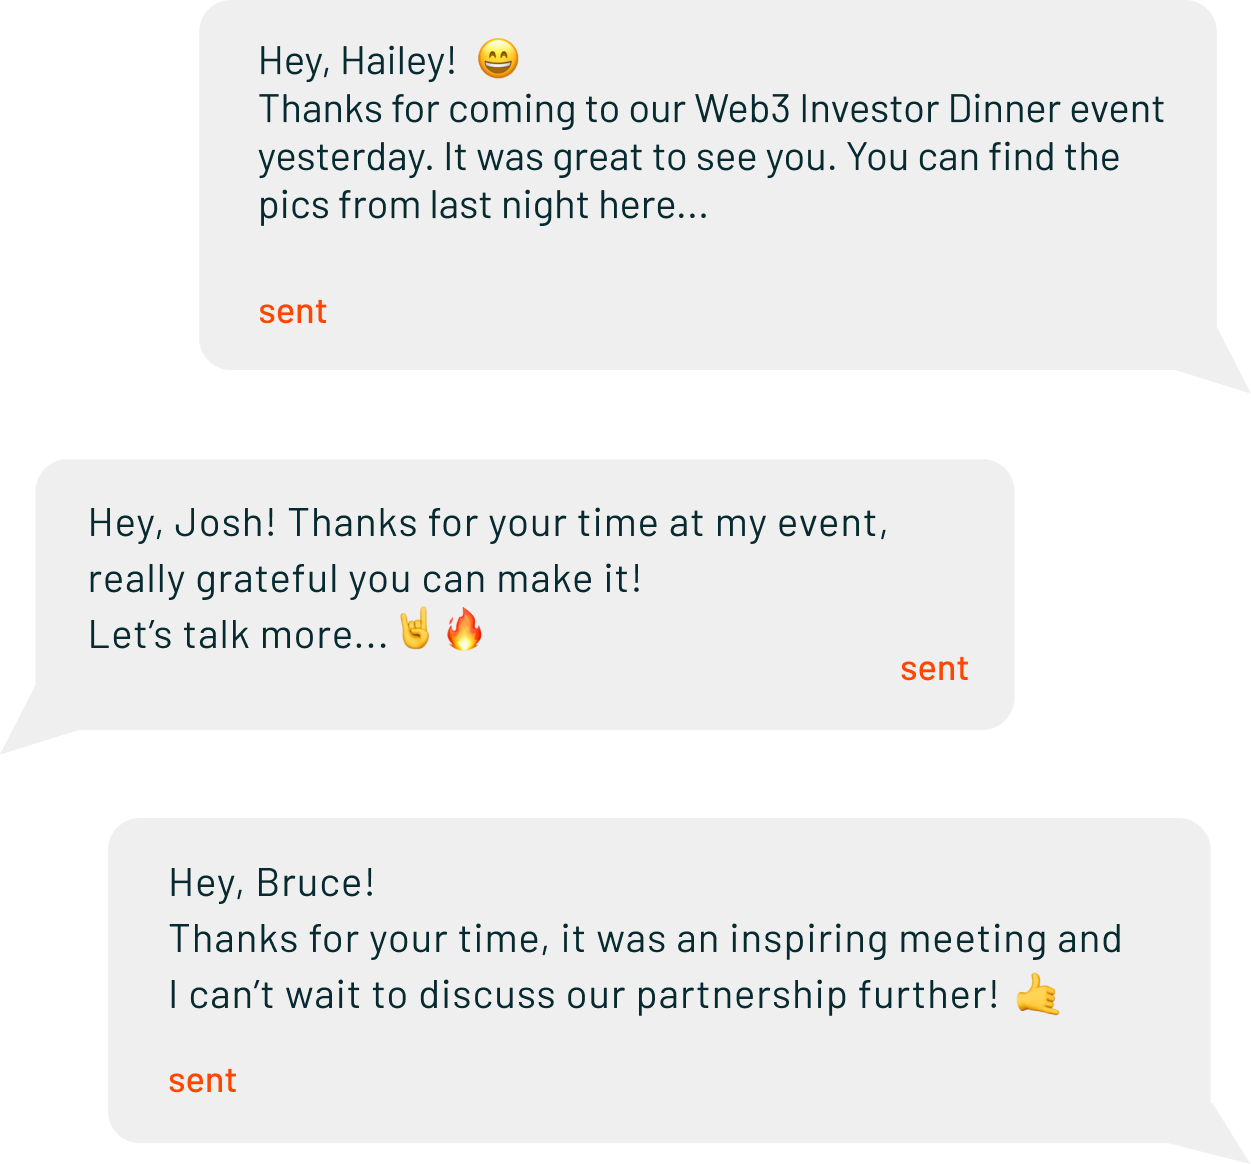 Hey, Hailey! 😄
Thanks for coming to our Web3 Investor Dinner event
yesterday. It was great to see you. You can find the
pics from last night here...
sent
Hey, Josh! Thanks for your time at my event,
really grateful you can make it!
Let’s talk more...🤘🔥
sent
Hey, Bruce!
Thanks for your time, it was an inspiring meeting and
I can’t wait to discuss our partnership further! 🤙
sent